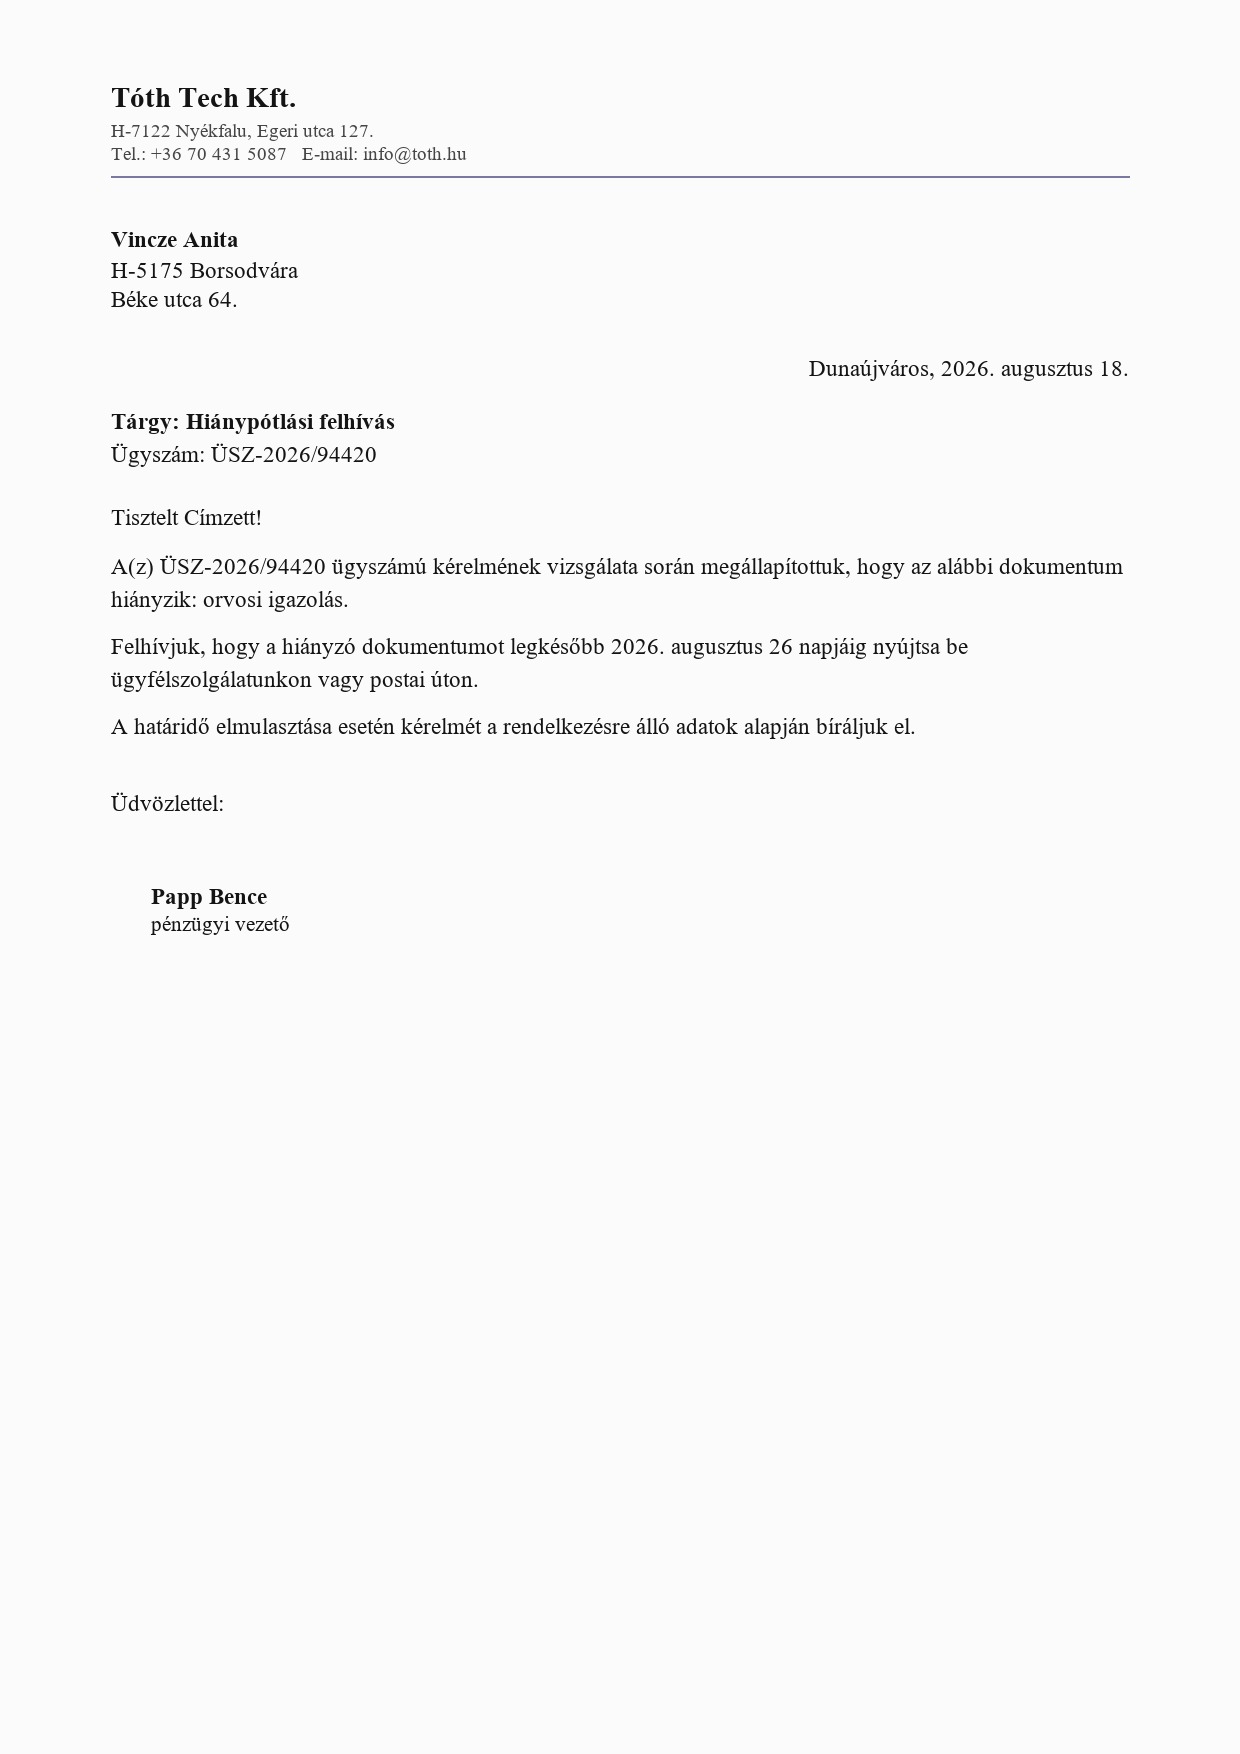 Tóth Tech Kft.
H-7122 Nyékfalu, Egeri utca 127.
Tel.: +36 70 431 5087   E-mail: info@toth.hu
Vincze Anita
H-5175 Borsodvára
Béke utca 64.
Dunaújváros, 2026. augusztus 18.
Tárgy: Hiánypótlási felhívás
Ügyszám: ÜSZ-2026/94420
Tisztelt Címzett!
A(z) ÜSZ-2026/94420 ügyszámú kérelmének vizsgálata során megállapítottuk, hogy az alábbi dokumentum
hiányzik: orvosi igazolás.
Felhívjuk, hogy a hiányzó dokumentumot legkésőbb 2026. augusztus 26 napjáig nyújtsa be
ügyfélszolgálatunkon vagy postai úton.
A határidő elmulasztása esetén kérelmét a rendelkezésre álló adatok alapján bíráljuk el.
Üdvözlettel:
Papp Bence
pénzügyi vezető